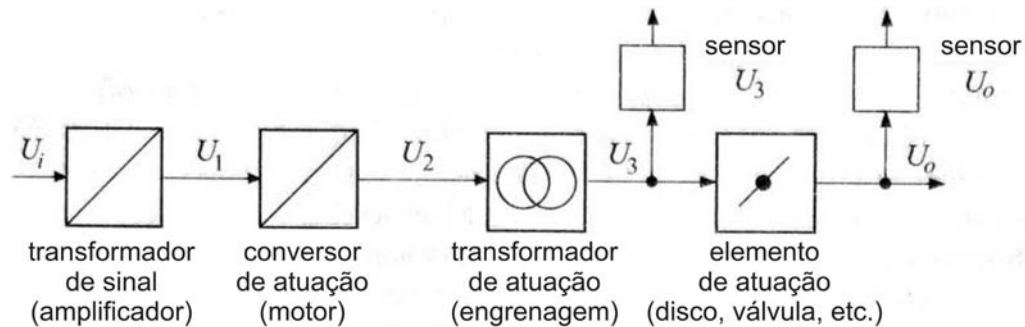 sensor
U3
sensor
Uo
Ui
U1
U2
U3
Uo
transformador
de sinal
(amplificador)
conversor
de atuação
(motor)
transformador
de atuação
(engrenagem)
elemento
de atuação
(disco, válvula, etc.)